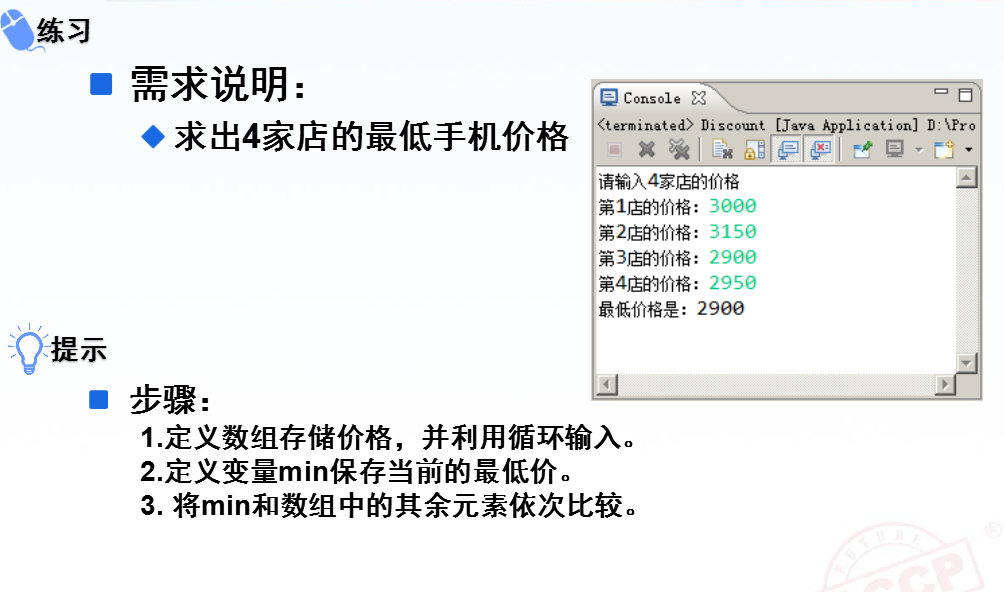 练习
需求说明：
求出4家店的最低手机价格
Console
<terminated> Discount [Java Application] D:\Pro
请输入4家店的价格
第1店的价格：3000
第2店的价格：3150
第3店的价格：2900
第4店的价格：2950
最低价格是：2900
提示
步骤：
1.定义数组存储价格，并利用循环输入。
2.定义变量min保存当前的最低价。
3. 将min和数组中的其余元素依次比较。
FUTURE
ACCP
®